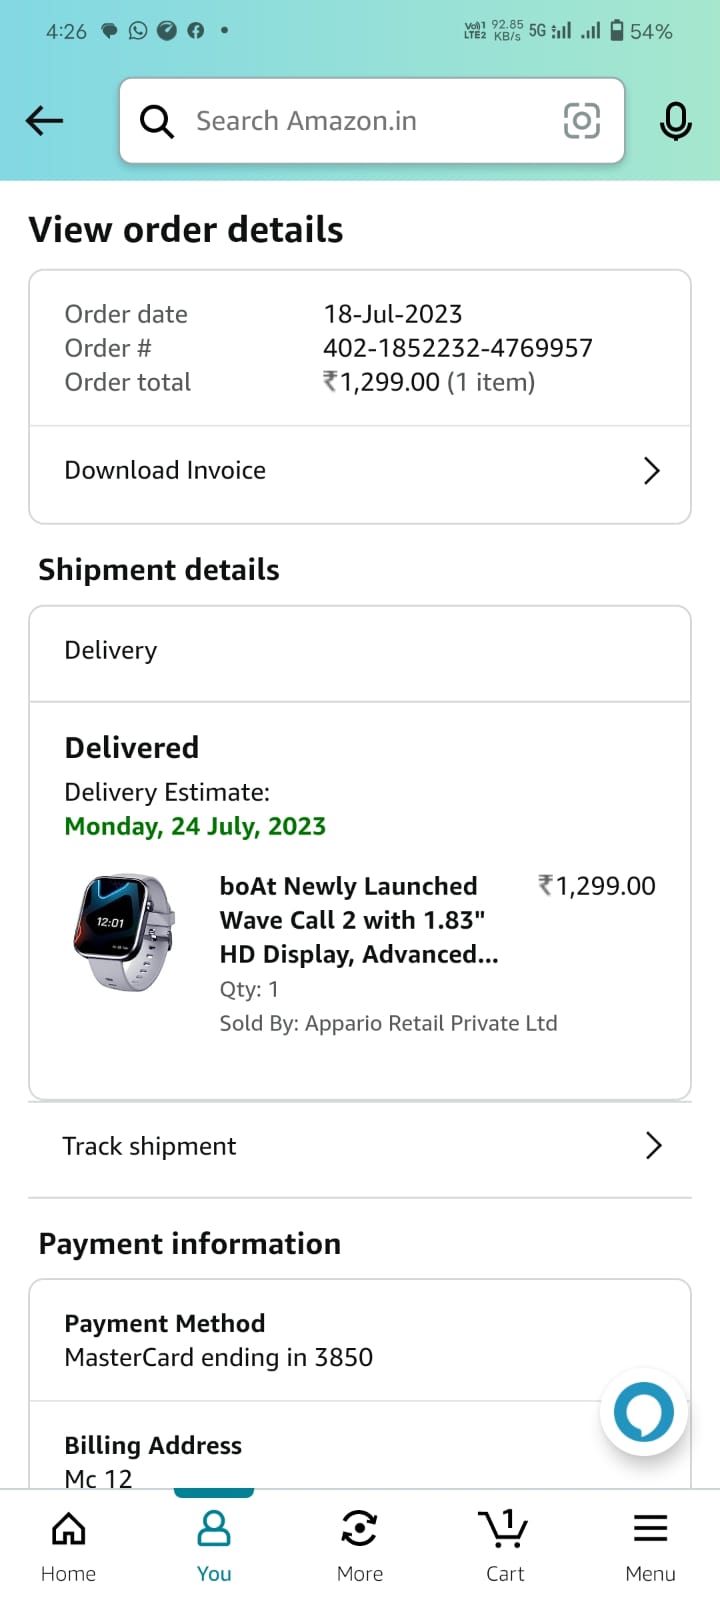 4:26
Vo)) 1 LTE2 92.85 KB/s 5G 54%
Search Amazon.in
View order details
Order date 18-Jul-2023
Order # 402-1852232-4769957
Order total ₹1,299.00 (1 item)
Download Invoice
Shipment details
Delivery
Delivered
Delivery Estimate:
Monday, 24 July, 2023
12:01
boAt Newly Launched ₹1,299.00
Wave Call 2 with 1.83"
HD Display, Advanced...
Qty: 1
Sold By: Appario Retail Private Ltd
Track shipment
Payment information
Payment Method
MasterCard ending in 3850
Billing Address
Mc 12
1
Home You More Cart Menu